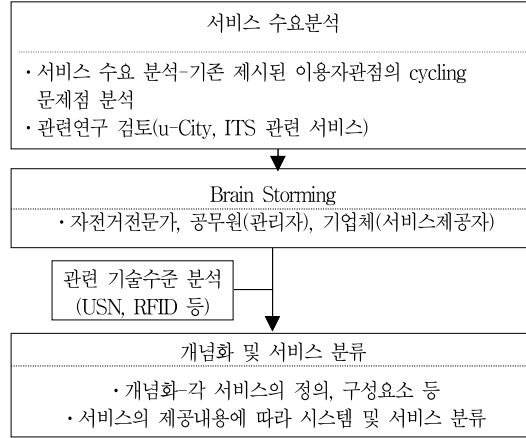 서비스 수요분석
· 서비스 수요 분석-기존 제시된 이용자관점의 cycling
문제점 분석
· 관련연구 검토(u-City, ITS 관련 서비스)
Brain Storming
· 자전거전문가, 공무원(관리자), 기업체(서비스제공자)
관련 기술수준 분석
(USN, RFID 등)
개념화 및 서비스 분류
· 개념화-각 서비스의 정의, 구성요소 등
· 서비스의 제공내용에 따라 시스템 및 서비스 분류